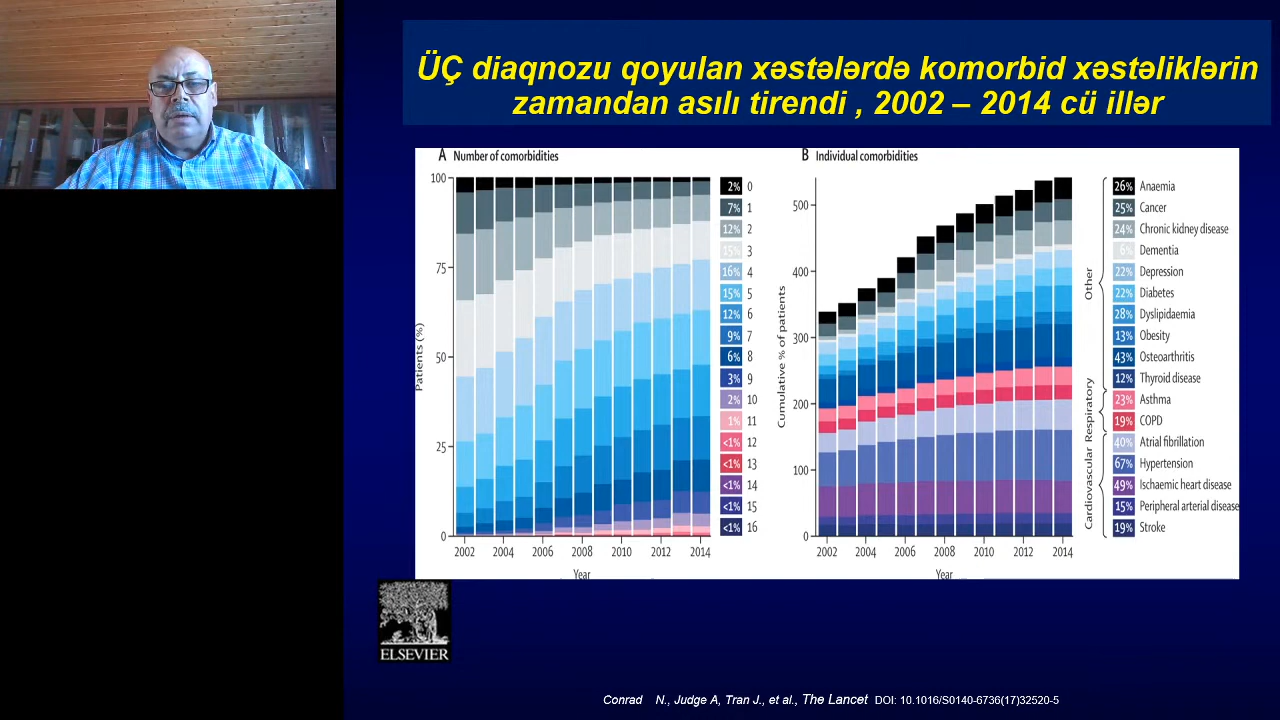 ÜÇ diaqnozu qoyulan xəstələrdə komorbid xəstəliklərin
zamandan asılı tirendi , 2002 – 2014 cü illər
A Number of comorbidities
Patients (%)
100
75
50
25
0
2002 2004 2006 2008 2010 2012 2014
Year
2% 0
7% 1
12% 2
15% 3
16% 4
15% 5
12% 6
9% 7
6% 8
3% 9
2% 10
1% 11
<1% 12
<1% 13
<1% 14
<1% 15
<1% 16
B Individual comorbidities
Cumulative % of patients
500
400
300
200
100
0
2002 2004 2006 2008 2010 2012 2014
Year
Other
26% Anaemia
25% Cancer
24% Chronic kidney disease
6% Dementia
22% Depression
22% Diabetes
28% Dyslipidaemia
13% Obesity
43% Osteoarthritis
12% Thyroid disease
Respiratory
23% Asthma
19% COPD
Cardiovascular
40% Atrial fibrillation
67% Hypertension
49% Ischaemic heart disease
15% Peripheral arterial disease
19% Stroke
ELSEVIER
Conrad N., Judge A, Tran J., et al., The Lancet DOI: 10.1016/S0140-6736(17)32520-5